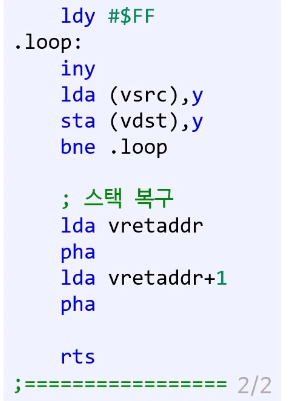 ldy #$FF
.loop:
iny
lda (vsrc),y
sta (vdst),y
bne .loop
; 스택 복구
lda vretaddr
pha
lda vretaddr+1
pha
rts
;================= 2/2